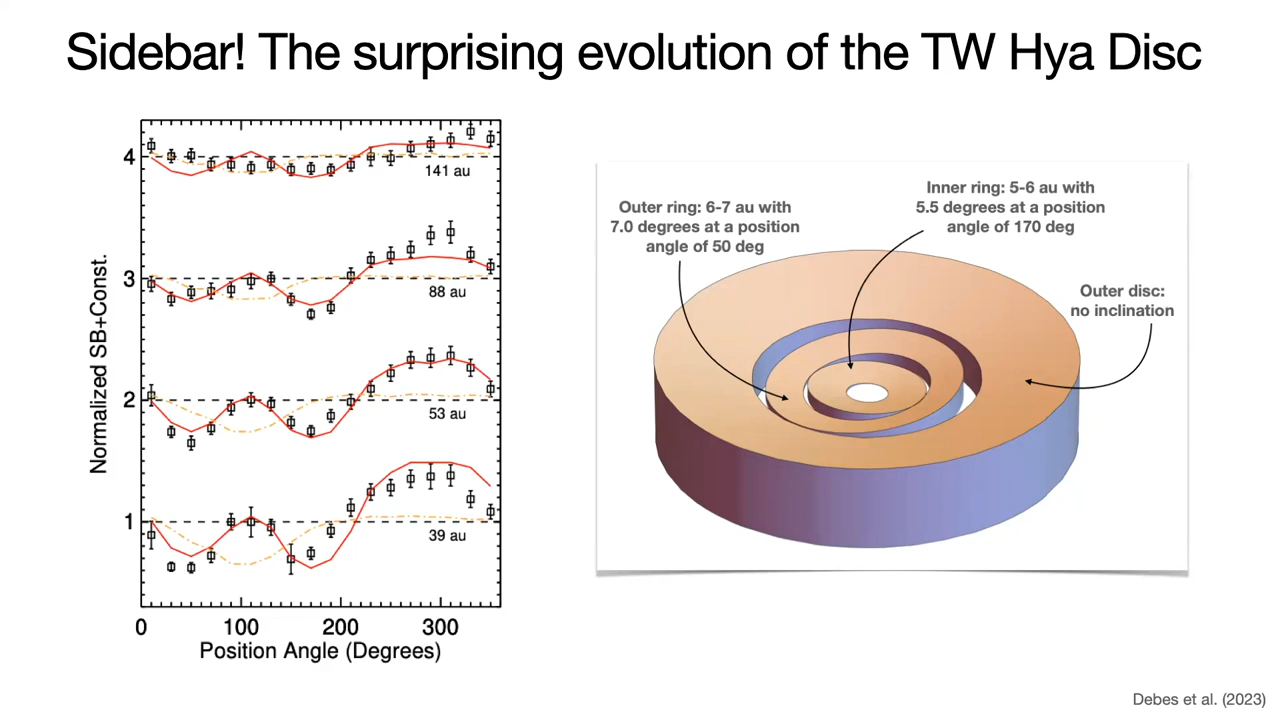 Sidebar! The surprising evolution of the TW Hya Disc
Normalized SB+Const.
4
141 au
3
88 au
2
53 au
1
39 au
0
100
200
300
Position Angle (Degrees)
Outer ring: 6-7 au with
7.0 degrees at a position
angle of 50 deg
Inner ring: 5-6 au with
5.5 degrees at a position
angle of 170 deg
Outer disc:
no inclination
Debes et al. (2023)